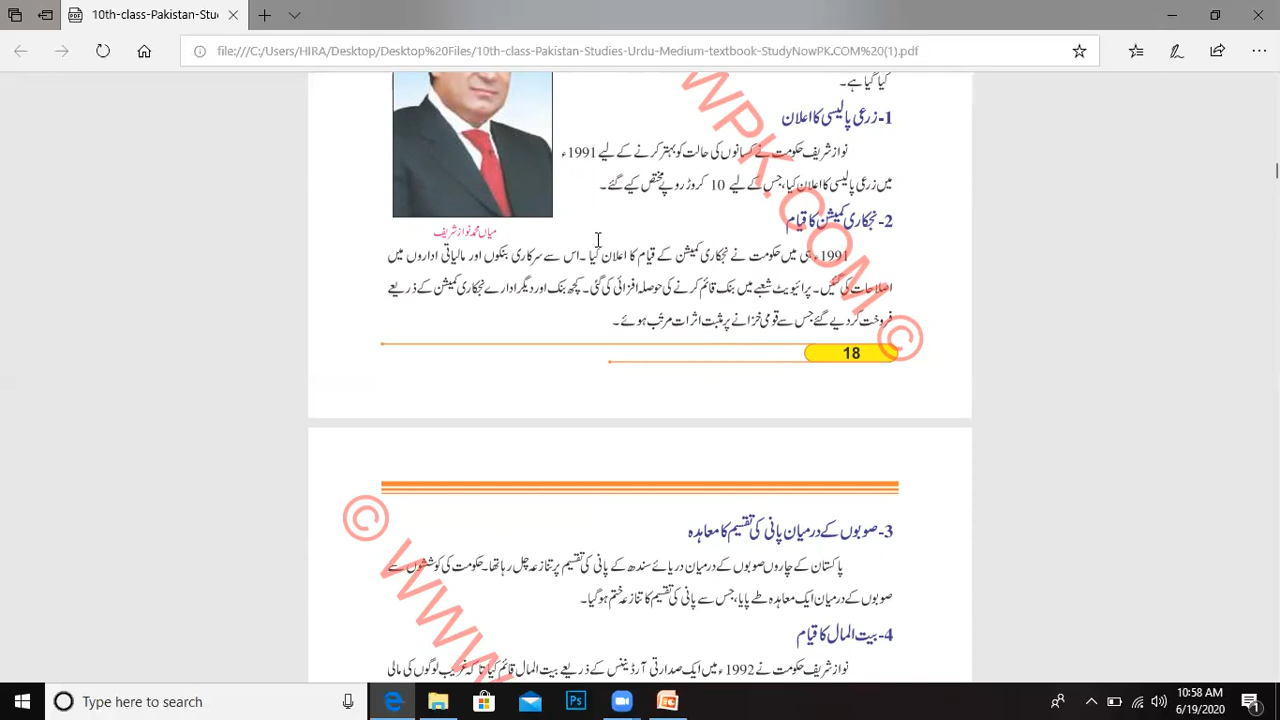 10th-class-Pakistan-Stud
file:///C:/Users/HIRA/Desktop/Desktop%20Files/10th-class-Pakistan-Studies-Urdu-Medium-textbook-StudyNowPK.COM%20(1).pdf
کیا گیا ہے۔
1- زرعی پالیسی کا اعلان
نواز شریف حکومت نے کسانوں کی حالت کو بہتر کرنے کے لیے 1991ء
میں زرعی پالیسی کا اعلان کیا، جس کے لیے 10 کروڑ روپے مختص کیے گئے۔
میاں محمد نواز شریف
2- نجکاری کمیشن کا قیام
1991ء ہی میں حکومت نے نجکاری کمیشن کے قیام کا اعلان کیا۔ اس سے سرکاری بنکوں اور مالیاتی اداروں میں
اصلاحات کی گئیں۔ پرائیویٹ شعبے میں بنک قائم کرنے کی حوصلہ افزائی کی گئی۔ کچھ بنک اور دیگر ادارے نجکاری کمیشن کے ذریعے
فروخت کر دیے گئے جس سے قومی خزانے پر مثبت اثرات مرتب ہوئے۔
18
WPK.COM ©
3- صوبوں کے درمیان پانی کی تقسیم کا معاہدہ
پاکستان کے چاروں صوبوں کے درمیان دریائے سندھ کے پانی کی تقسیم پر تنازعہ چل رہا تھا۔ حکومت کی کوششوں سے
صوبوں کے درمیان ایک معاہدہ طے پایا، جس سے پانی کی تقسیم کا تنازعہ ختم ہو گیا۔
4- بیت المال کا قیام
نواز شریف حکومت نے 1992ء میں ایک صدارتی آرڈیننس کے ذریعے بیت المال قائم کیا تاکہ غریب لوگوں کی مالی
© WWW
Type here to search
10:58 AM
6/19/2020